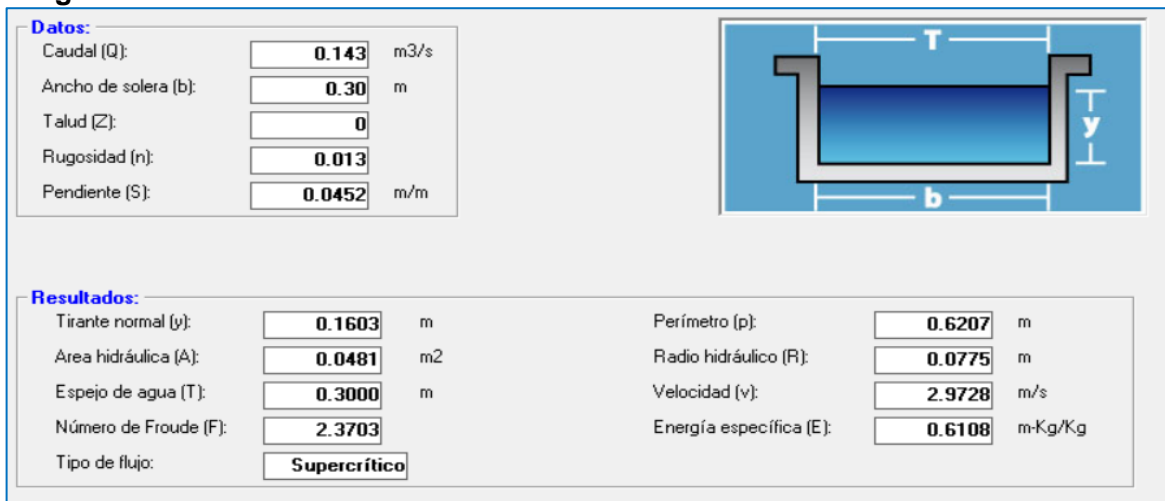 Datos:
Caudal (Q): 0.143 m3/s
Ancho de solera (b): 0.30 m
Talud (Z): 0
Rugosidad (n): 0.013
Pendiente (S): 0.0452 m/m
T
y
b
Resultados:
Tirante normal (y): 0.1603 m Perímetro (p): 0.6207 m
Area hidráulica (A): 0.0481 m2 Radio hidráulico (R): 0.0775 m
Espejo de agua (T): 0.3000 m Velocidad (v): 2.9728 m/s
Número de Froude (F): 2.3703 Energía específica (E): 0.6108 m-Kg/Kg
Tipo de flujo: Supercrítico